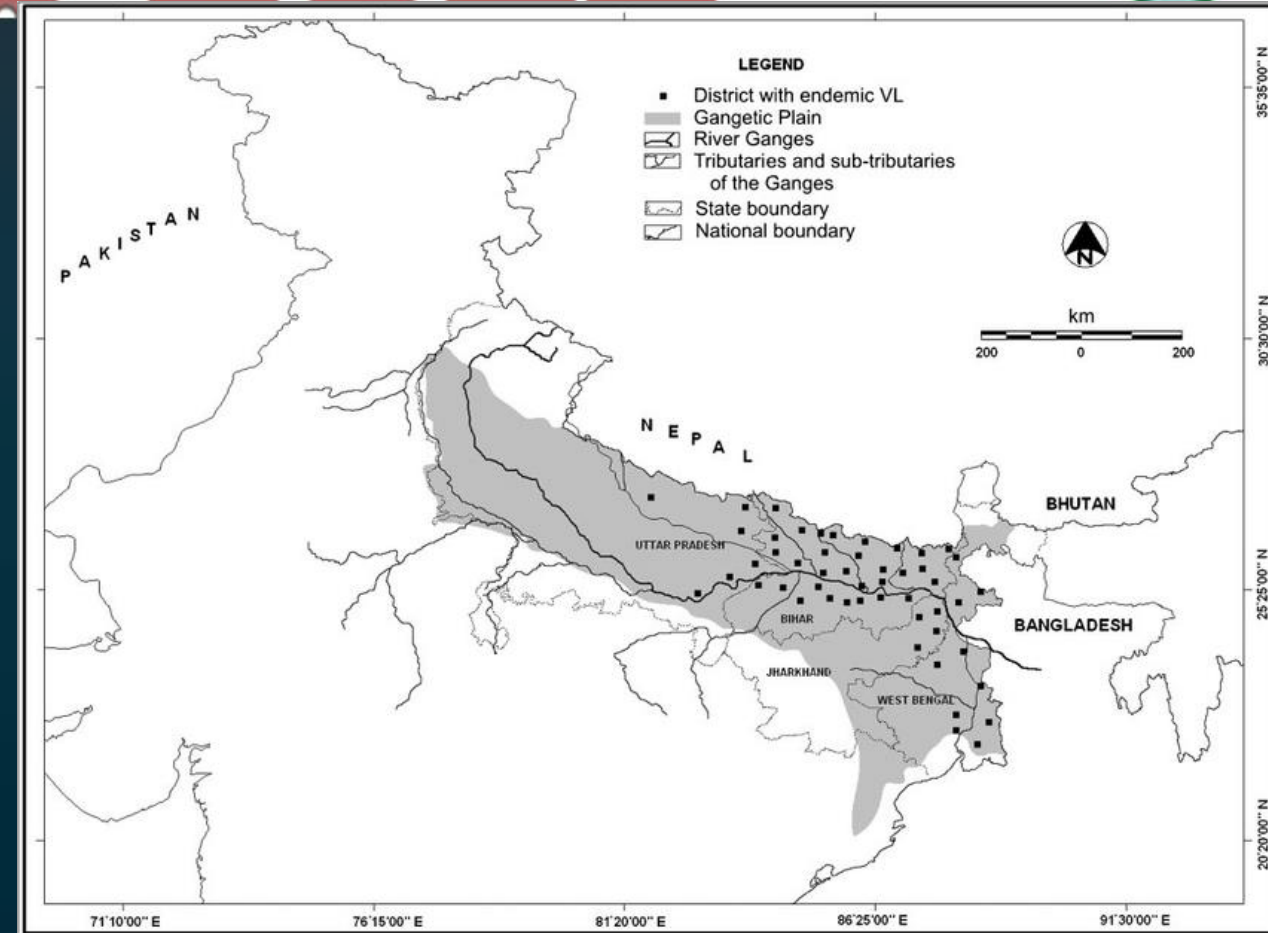 LEGEND
District with endemic VL
Gangetic Plain
River Ganges
Tributaries and sub-tributaries
of the Ganges
State boundary
National boundary
PAKISTAN
N
km
200 0 200
NEPAL
BHUTAN
UTTAR PRADESH
BIHAR
BANGLADESH
JHARKHAND
WEST BENGAL
35°35'00" N
30°30'00" N
25°25'00" N
20°20'00" N
71°10'00" E
76°15'00" E
81°20'00" E
86°25'00" E
91°30'00" E